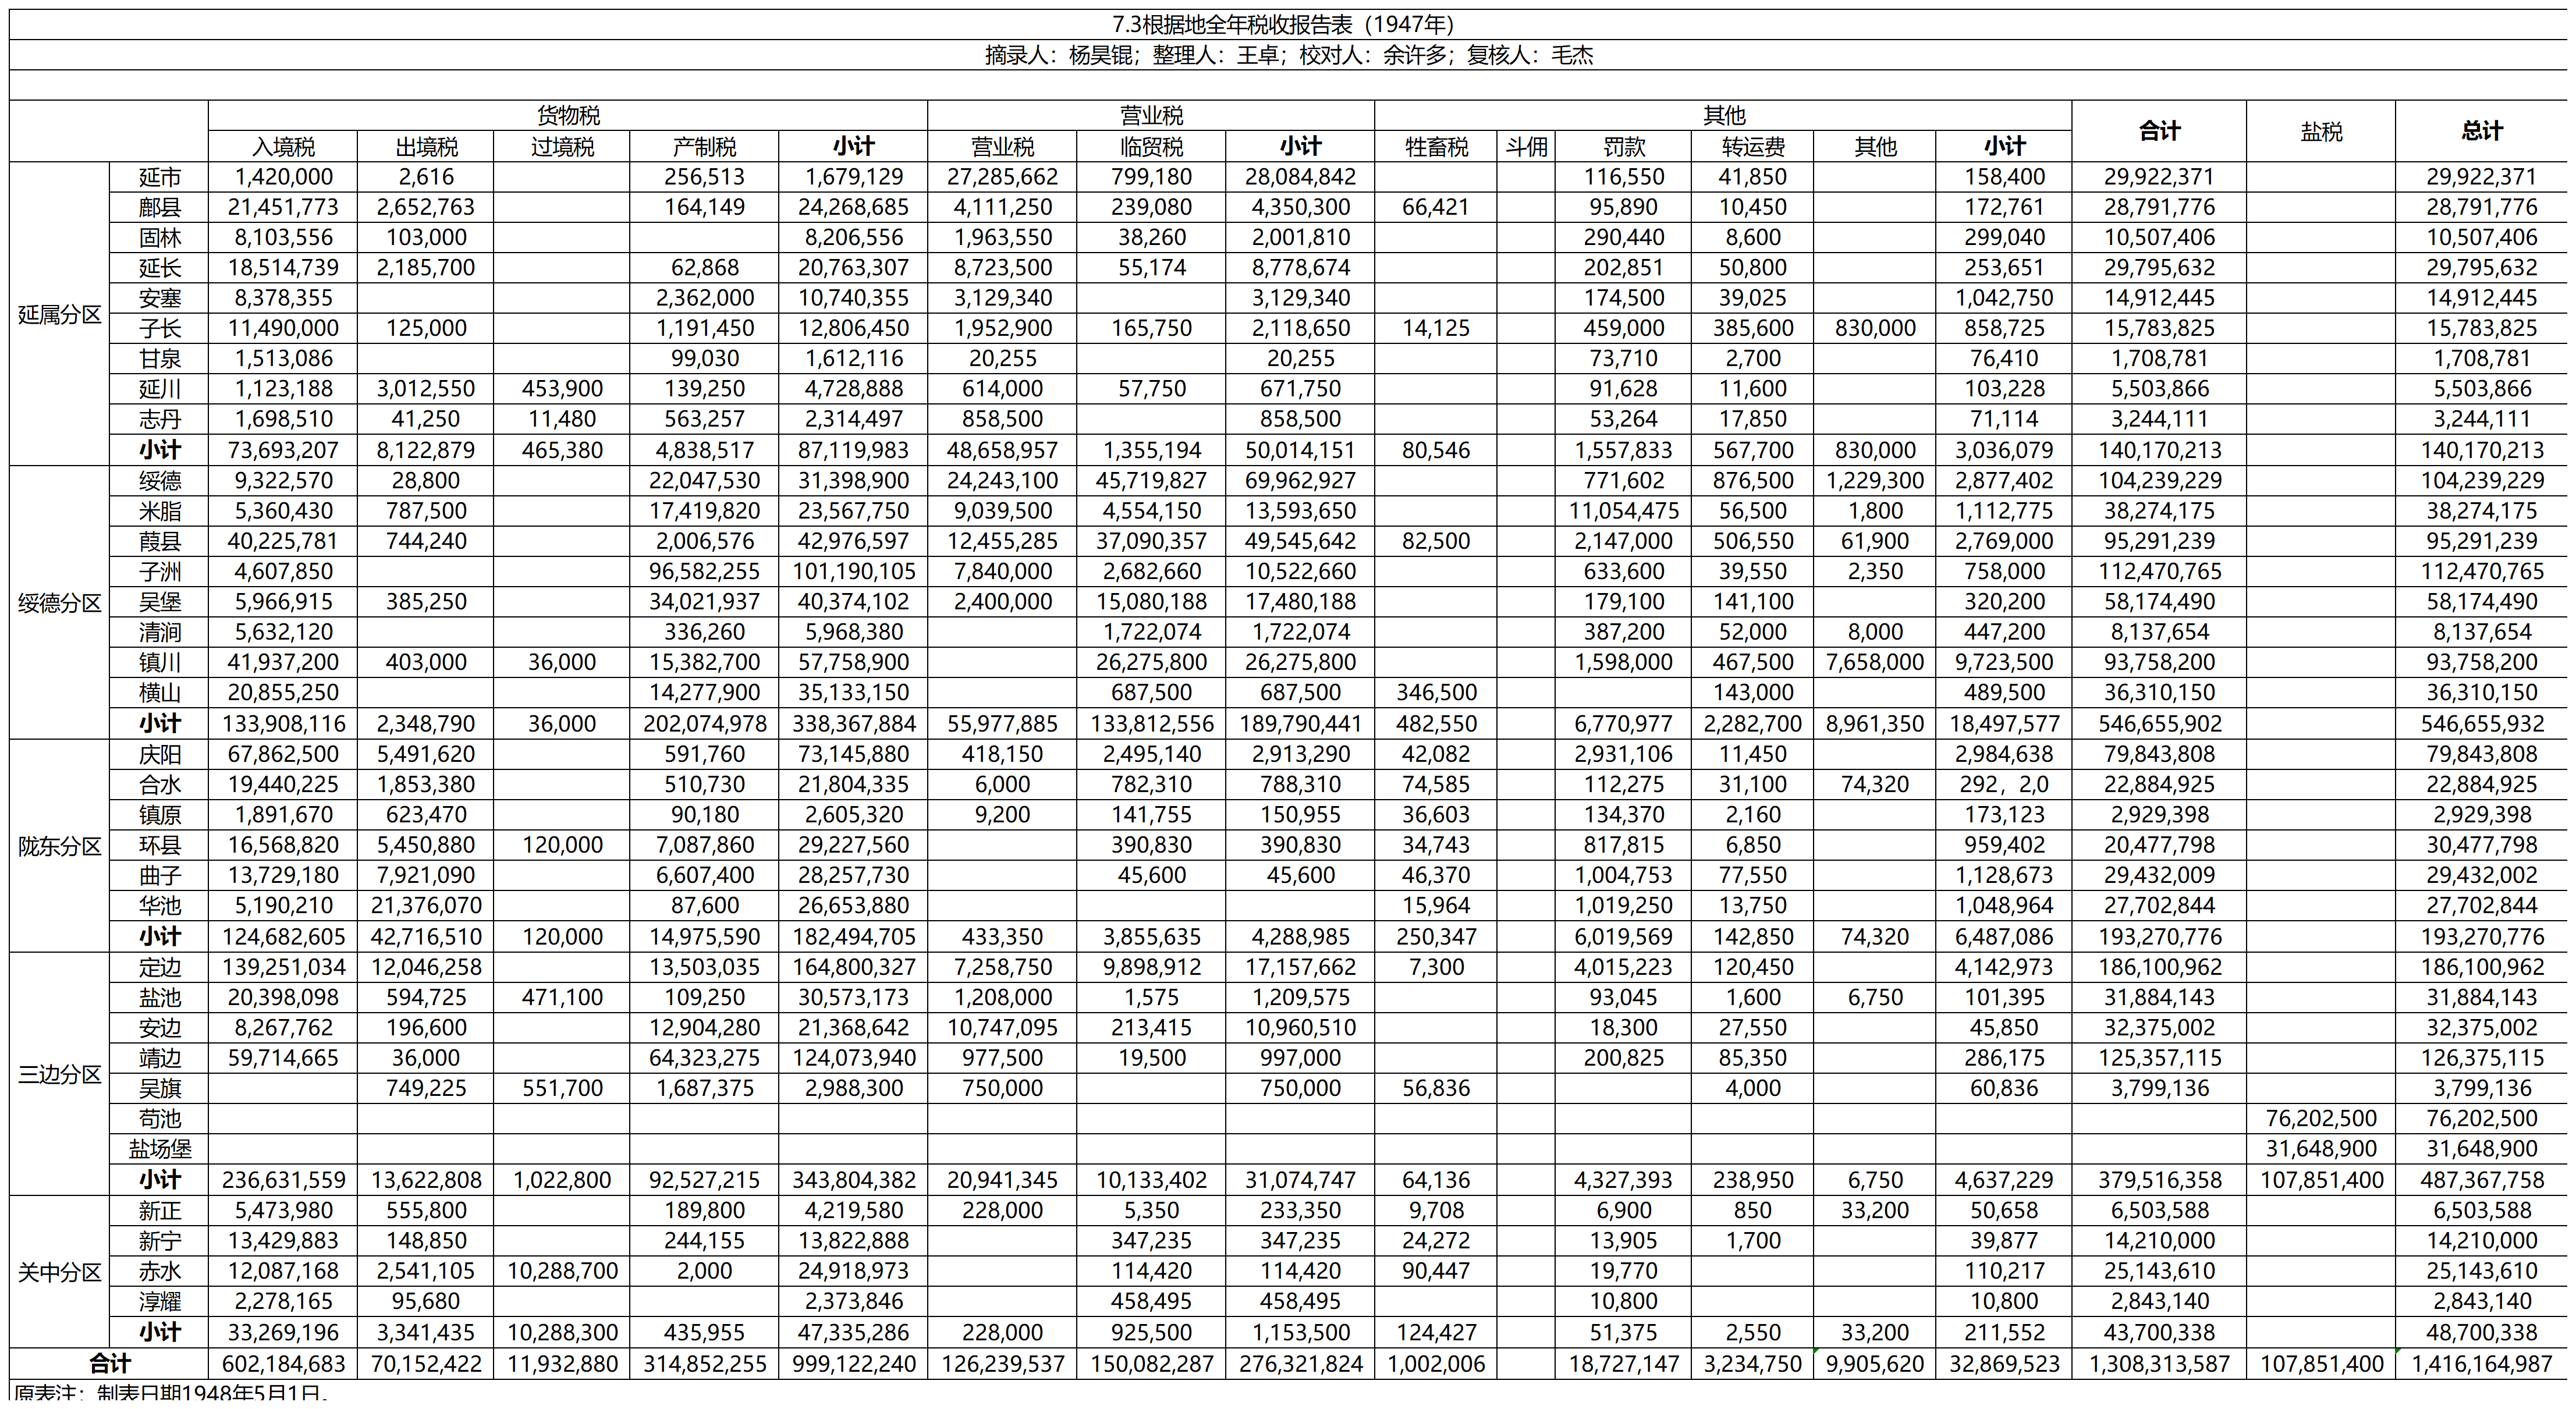 7.3根据地全年税收报告表（1947年）
摘录人：杨昊锟；整理人：王卓；校对人：余许多；复核人：毛杰
货物税 营业税 其他 合计 盐税 总计
入境税 出境税 过境税 产制税 小计 营业税 临贸税 小计 牲畜税 斗佣 罚款 转运费 其他 小计
延属分区
延市 1,420,000 2,616 256,513 1,679,129 27,285,662 799,180 28,084,842 116,550 41,850 158,400 29,922,371 29,922,371
鄜县 21,451,773 2,652,763 164,149 24,268,685 4,111,250 239,080 4,350,300 66,421 95,890 10,450 172,761 28,791,776 28,791,776
固林 8,103,556 103,000 8,206,556 1,963,550 38,260 2,001,810 290,440 8,600 299,040 10,507,406 10,507,406
延长 18,514,739 2,185,700 62,868 20,763,307 8,723,500 55,174 8,778,674 202,851 50,800 253,651 29,795,632 29,795,632
安塞 8,378,355 2,362,000 10,740,355 3,129,340 3,129,340 174,500 39,025 1,042,750 14,912,445 14,912,445
子长 11,490,000 125,000 1,191,450 12,806,450 1,952,900 165,750 2,118,650 14,125 459,000 385,600 830,000 858,725 15,783,825 15,783,825
甘泉 1,513,086 99,030 1,612,116 20,255 20,255 73,710 2,700 76,410 1,708,781 1,708,781
延川 1,123,188 3,012,550 453,900 139,250 4,728,888 614,000 57,750 671,750 91,628 11,600 103,228 5,503,866 5,503,866
志丹 1,698,510 41,250 11,480 563,257 2,314,497 858,500 858,500 53,264 17,850 71,114 3,244,111 3,244,111
小计 73,693,207 8,122,879 465,380 4,838,517 87,119,983 48,658,957 1,355,194 50,014,151 80,546 1,557,833 567,700 830,000 3,036,079 140,170,213 140,170,213
绥德分区
绥德 9,322,570 28,800 22,047,530 31,398,900 24,243,100 45,719,827 69,962,927 771,602 876,500 1,229,300 2,877,402 104,239,229 104,239,229
米脂 5,360,430 787,500 17,419,820 23,567,750 9,039,500 4,554,150 13,593,650 11,054,475 56,500 1,800 1,112,775 38,274,175 38,274,175
葭县 40,225,781 744,240 2,006,576 42,976,597 12,455,285 37,090,357 49,545,642 82,500 2,147,000 506,550 61,900 2,769,000 95,291,239 95,291,239
子洲 4,607,850 96,582,255 101,190,105 7,840,000 2,682,660 10,522,660 633,600 39,550 2,350 758,000 112,470,765 112,470,765
吴堡 5,966,915 385,250 34,021,937 40,374,102 2,400,000 15,080,188 17,480,188 179,100 141,100 320,200 58,174,490 58,174,490
清涧 5,632,120 336,260 5,968,380 1,722,074 1,722,074 387,200 52,000 8,000 447,200 8,137,654 8,137,654
镇川 41,937,200 403,000 36,000 15,382,700 57,758,900 26,275,800 26,275,800 1,598,000 467,500 7,658,000 9,723,500 93,758,200 93,758,200
横山 20,855,250 14,277,900 35,133,150 687,500 687,500 346,500 143,000 489,500 36,310,150 36,310,150
小计 133,908,116 2,348,790 36,000 202,074,978 338,367,884 55,977,885 133,812,556 189,790,441 482,550 6,770,977 2,282,700 8,961,350 18,497,577 546,655,902 546,655,932
陇东分区
庆阳 67,862,500 5,491,620 591,760 73,145,880 418,150 2,495,140 2,913,290 42,082 2,931,106 11,450 2,984,638 79,843,808 79,843,808
合水 19,440,225 1,853,380 510,730 21,804,335 6,000 782,310 788,310 74,585 112,275 31,100 74,320 292，2,0 22,884,925 22,884,925
镇原 1,891,670 623,470 90,180 2,605,320 9,200 141,755 150,955 36,603 134,370 2,160 173,123 2,929,398 2,929,398
环县 16,568,820 5,450,880 120,000 7,087,860 29,227,560 390,830 390,830 34,743 817,815 6,850 959,402 20,477,798 30,477,798
曲子 13,729,180 7,921,090 6,607,400 28,257,730 45,600 45,600 46,370 1,004,753 77,550 1,128,673 29,432,009 29,432,002
华池 5,190,210 21,376,070 87,600 26,653,880 15,964 1,019,250 13,750 1,048,964 27,702,844 27,702,844
小计 124,682,605 42,716,510 120,000 14,975,590 182,494,705 433,350 3,855,635 4,288,985 250,347 6,019,569 142,850 74,320 6,487,086 193,270,776 193,270,776
三边分区
定边 139,251,034 12,046,258 13,503,035 164,800,327 7,258,750 9,898,912 17,157,662 7,300 4,015,223 120,450 4,142,973 186,100,962 186,100,962
盐池 20,398,098 594,725 471,100 109,250 30,573,173 1,208,000 1,575 1,209,575 93,045 1,600 6,750 101,395 31,884,143 31,884,143
安边 8,267,762 196,600 12,904,280 21,368,642 10,747,095 213,415 10,960,510 18,300 27,550 45,850 32,375,002 32,375,002
靖边 59,714,665 36,000 64,323,275 124,073,940 977,500 19,500 997,000 200,825 85,350 286,175 125,357,115 126,375,115
吴旗 749,225 551,700 1,687,375 2,988,300 750,000 750,000 56,836 4,000 60,836 3,799,136 3,799,136
苟池 76,202,500 76,202,500
盐场堡 31,648,900 31,648,900
小计 236,631,559 13,622,808 1,022,800 92,527,215 343,804,382 20,941,345 10,133,402 31,074,747 64,136 4,327,393 238,950 6,750 4,637,229 379,516,358 107,851,400 487,367,758
关中分区
新正 5,473,980 555,800 189,800 4,219,580 228,000 5,350 233,350 9,708 6,900 850 33,200 50,658 6,503,588 6,503,588
新宁 13,429,883 148,850 244,155 13,822,888 347,235 347,235 24,272 13,905 1,700 39,877 14,210,000 14,210,000
赤水 12,087,168 2,541,105 10,288,700 2,000 24,918,973 114,420 114,420 90,447 19,770 110,217 25,143,610 25,143,610
淳耀 2,278,165 95,680 2,373,846 458,495 458,495 10,800 10,800 2,843,140 2,843,140
小计 33,269,196 3,341,435 10,288,300 435,955 47,335,286 228,000 925,500 1,153,500 124,427 51,375 2,550 33,200 211,552 43,700,338 48,700,338
合计 602,184,683 70,152,422 11,932,880 314,852,255 999,122,240 126,239,537 150,082,287 276,321,824 1,002,006 18,727,147 3,234,750 9,905,620 32,869,523 1,308,313,587 107,851,400 1,416,164,987
原表注：制表日期1948年5月1日。